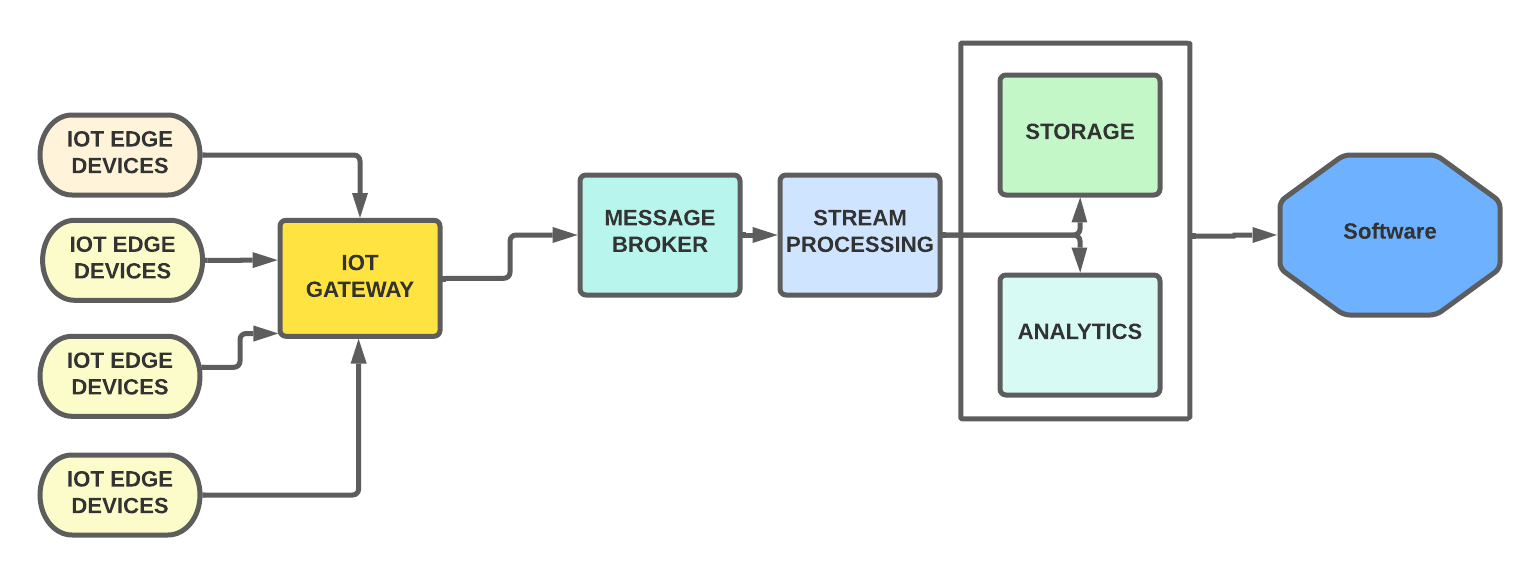 IOT EDGE
DEVICES
IOT EDGE
DEVICES
IOT EDGE
DEVICES
IOT EDGE
DEVICES
IOT
GATEWAY
MESSAGE
BROKER
STREAM
PROCESSING
STORAGE
ANALYTICS
Software